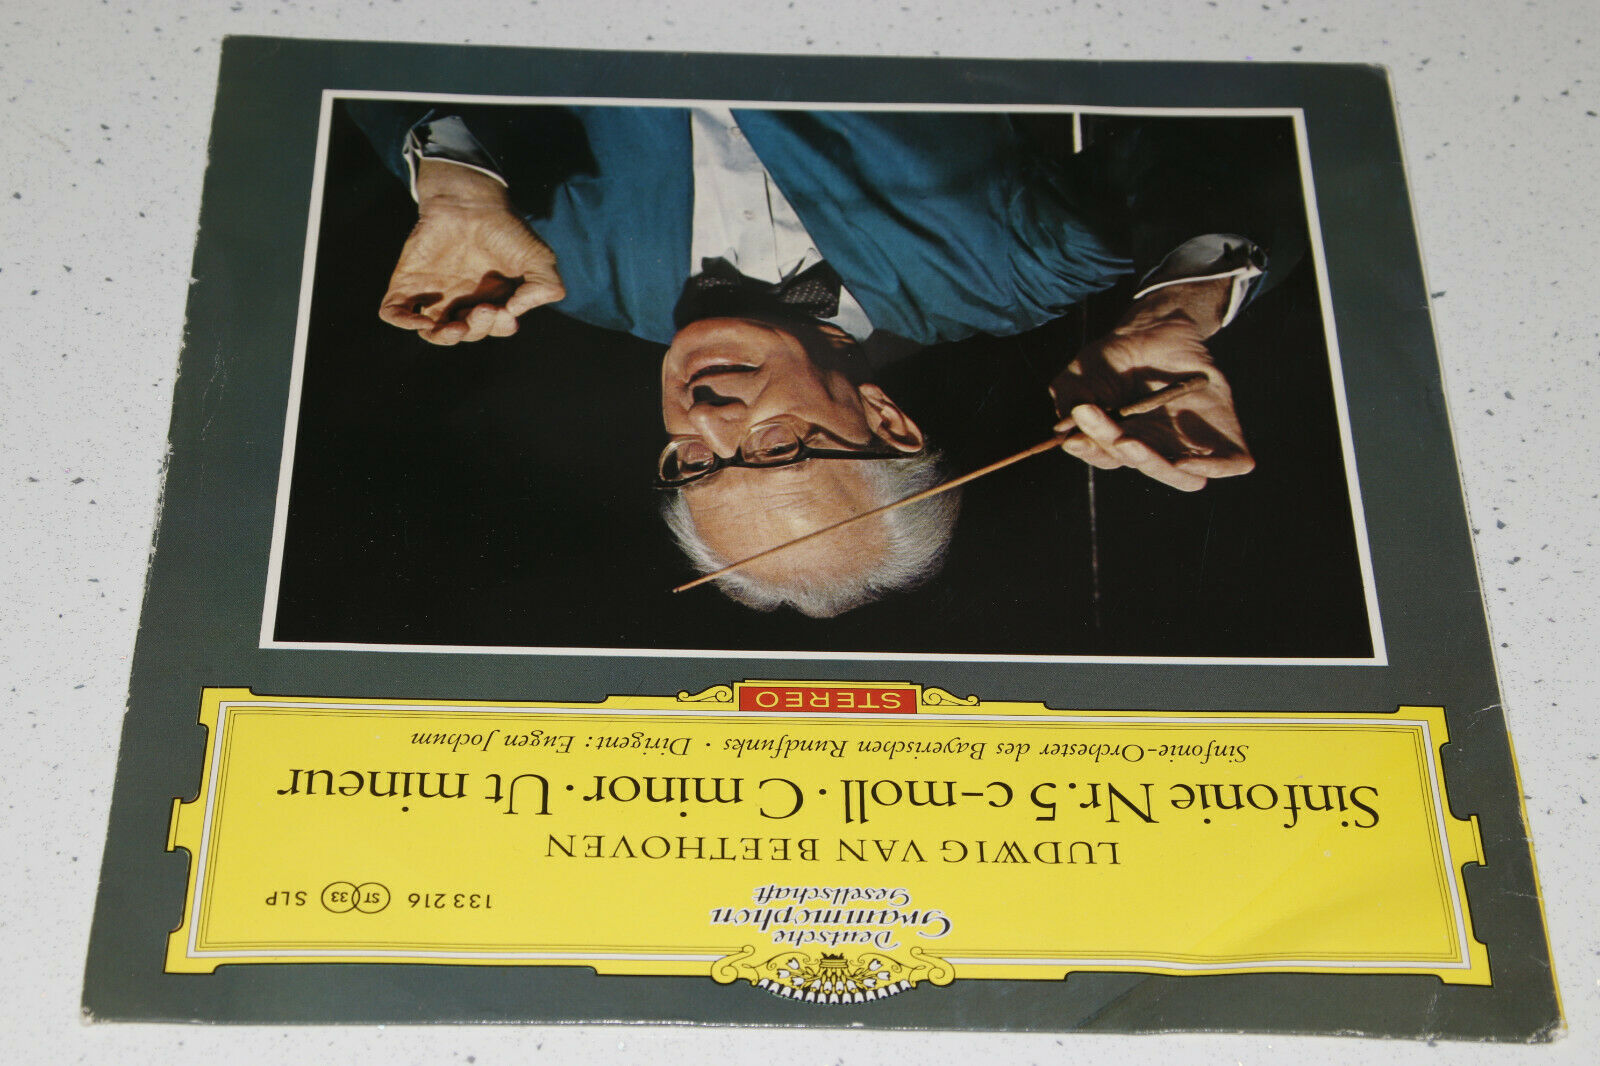 Deutsche
Grammophon
Gesellschaft
133 216 ST 33 SLP
LUDWIG VAN BEETHOVEN
Sinfonie Nr. 5 c-moll · C minor · Ut mineur
Sinfonie-Orchester des Bayerischen Rundfunks · Dirigent: Eugen Jochum
STEREO